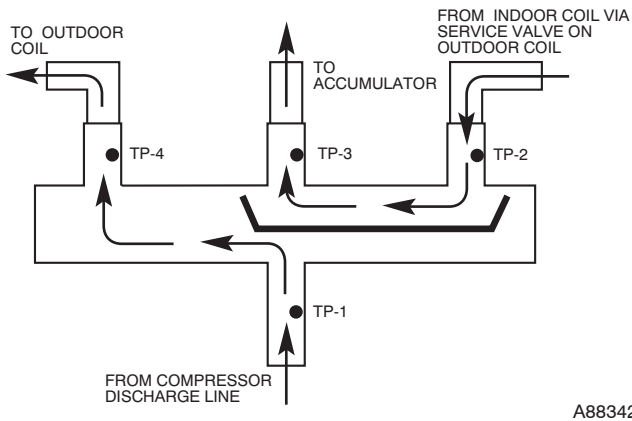 TO OUTDOOR
COIL
TO
ACCUMULATOR
FROM INDOOR COIL VIA
SERVICE VALVE ON
OUTDOOR COIL
TP-4
TP-3
TP-2
TP-1
FROM COMPRESSOR
DISCHARGE LINE
A88342